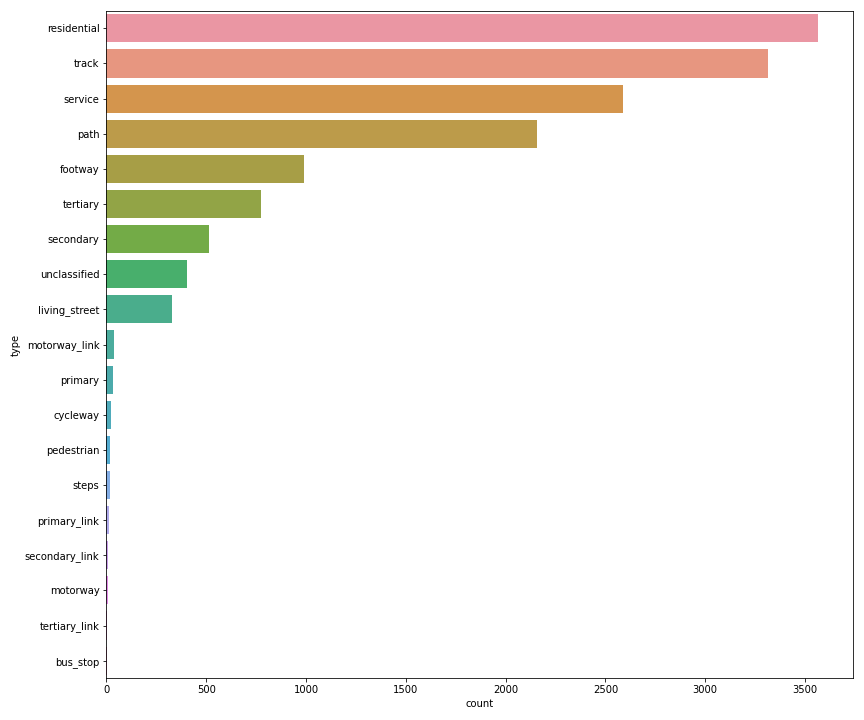 residential
track
service
path
footway
tertiary
secondary
unclassified
living_street
motorway_link
primary
cycleway
pedestrian
steps
primary_link
secondary_link
motorway
tertiary_link
bus_stop
type
0 500 1000 1500 2000 2500 3000 3500
count